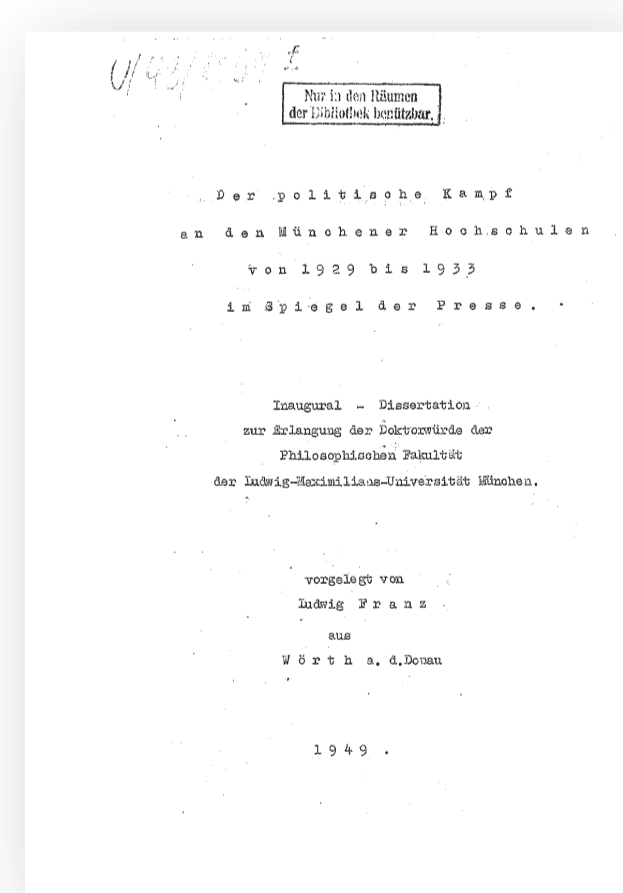 Nur in den Räumen
der Bibliothek benützbar.
Der politische Kampf
an den Münchener Hochschulen
von 1929 bis 1933
im Spiegel der Presse.
Inaugural - Dissertation
zur Erlangung der Doktorwürde der
Philosophischen Fakultät
der Ludwig-Maximilians-Universität München.
vorgelegt von
Ludwig Franz
aus
Wörth a. d.Donau
1949 .